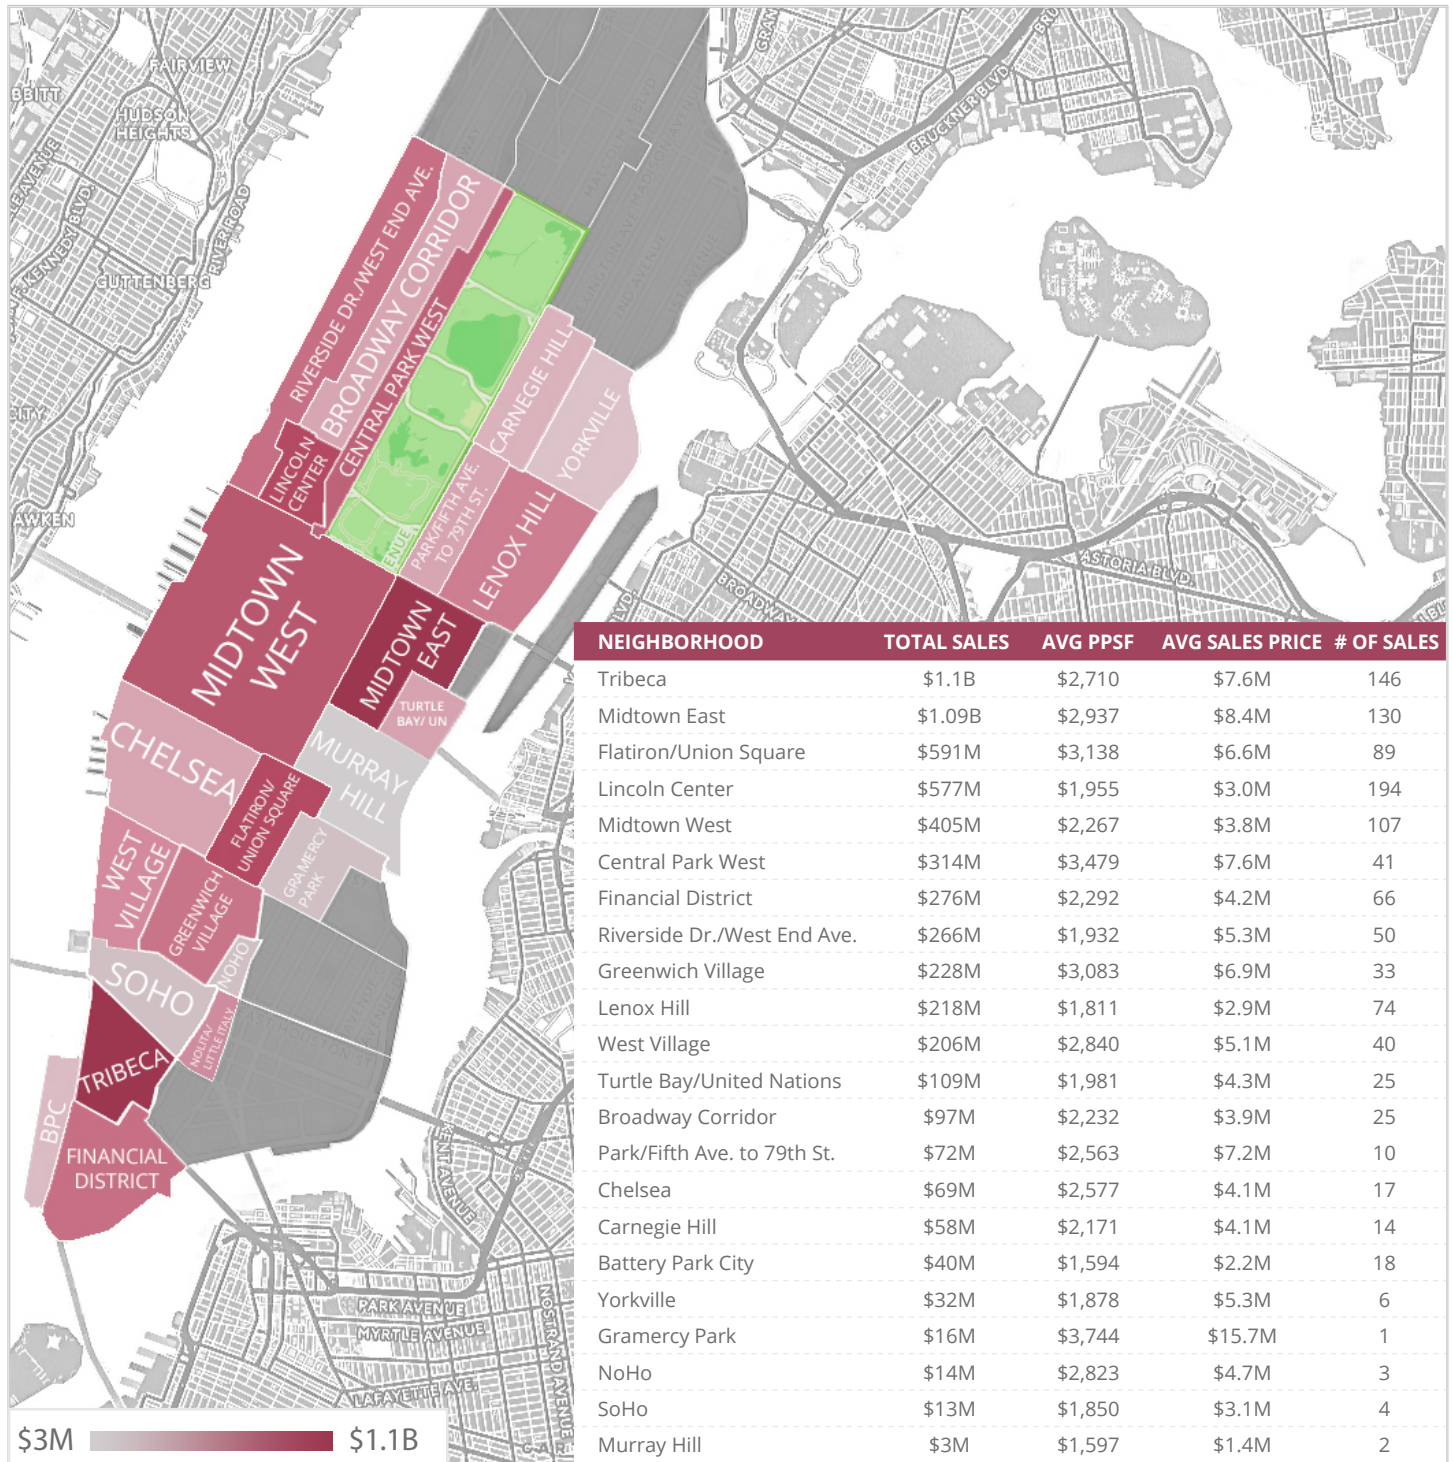 FAIRVIEW
BBITT
HUDSON
HEIGHTS
KENNEDY BLVD.
GUTTENBERG
RIVER ROAD
CITY
AWKEN
BRUCKNER BLVD.
ASTORIA BLVD.
BROADWAY
RIVERSIDE DR./WEST END AVE.
BROADWAY CORRIDOR
CENTRAL PARK WEST
LINCOLN
CENTER
CARNEGIE HILL
YORKVILLE
PARK/FIFTH AVE.
TO 79TH ST.
LENOX HILL
MIDTOWN
WEST
MIDTOWN
EAST
TURTLE
BAY/ UN
MURRAY
HILL
CHELSEA
FLATIRON/
UNION SQUARE
GRAMERCY
PARK
WEST
VILLAGE
GREENWICH
VILLAGE
NOHO
SOHO
NOLITA/
LITTLE ITALY
TRIBECA
BPC
FINANCIAL
DISTRICT
KENT AVENUE
PARK AVENUE
MYRTLE AVENUE
LAFAYETTE AVE.
NOSTRAND AVENUE
$3M $1.1B
NEIGHBORHOOD TOTAL SALES AVG PPSF AVG SALES PRICE # OF SALES
Tribeca $1.1B $2,710 $7.6M 146
Midtown East $1.09B $2,937 $8.4M 130
Flatiron/Union Square $591M $3,138 $6.6M 89
Lincoln Center $577M $1,955 $3.0M 194
Midtown West $405M $2,267 $3.8M 107
Central Park West $314M $3,479 $7.6M 41
Financial District $276M $2,292 $4.2M 66
Riverside Dr./West End Ave. $266M $1,932 $5.3M 50
Greenwich Village $228M $3,083 $6.9M 33
Lenox Hill $218M $1,811 $2.9M 74
West Village $206M $2,840 $5.1M 40
Turtle Bay/United Nations $109M $1,981 $4.3M 25
Broadway Corridor $97M $2,232 $3.9M 25
Park/Fifth Ave. to 79th St. $72M $2,563 $7.2M 10
Chelsea $69M $2,577 $4.1M 17
Carnegie Hill $58M $2,171 $4.1M 14
Battery Park City $40M $1,594 $2.2M 18
Yorkville $32M $1,878 $5.3M 6
Gramercy Park $16M $3,744 $15.7M 1
NoHo $14M $2,823 $4.7M 3
SoHo $13M $1,850 $3.1M 4
Murray Hill $3M $1,597 $1.4M 2